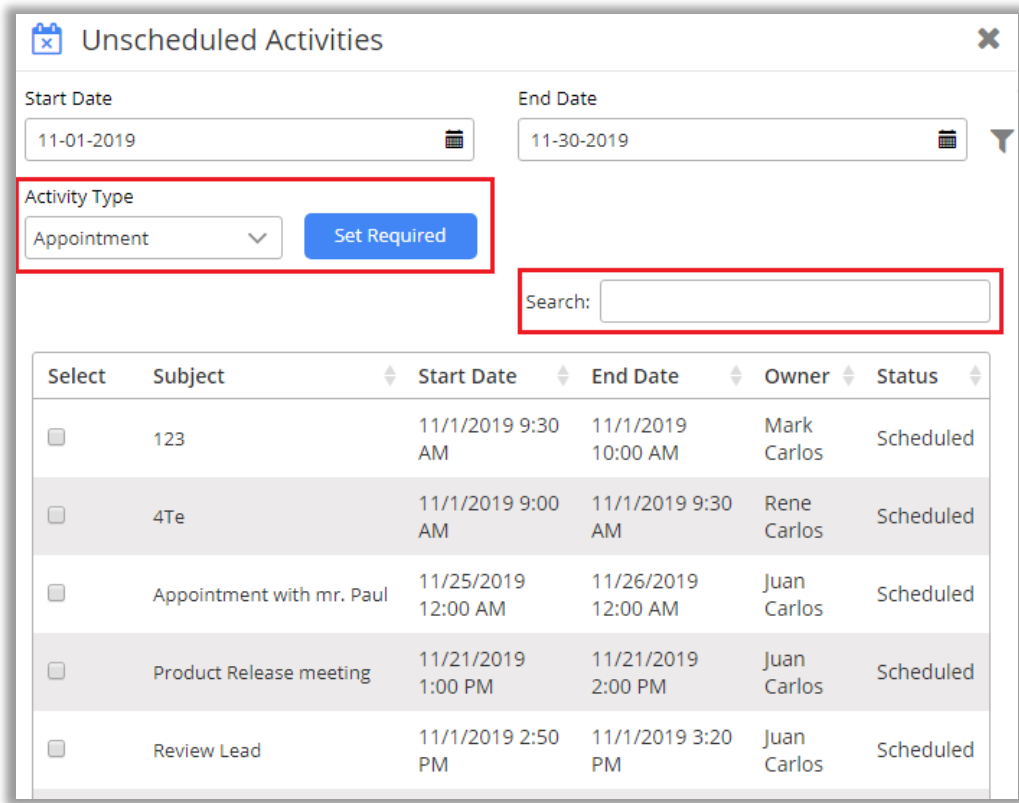 Unscheduled Activities
Start Date
End Date
11-01-2019
11-30-2019
Activity Type
Appointment
Set Required
Search:
Select Subject Start Date End Date Owner Status
123 11/1/2019 9:30 AM 11/1/2019 10:00 AM Mark Carlos Scheduled
4Te 11/1/2019 9:00 AM 11/1/2019 9:30 AM Rene Carlos Scheduled
Appointment with mr. Paul 11/25/2019 12:00 AM 11/26/2019 12:00 AM Juan Carlos Scheduled
Product Release meeting 11/21/2019 1:00 PM 11/21/2019 2:00 PM Juan Carlos Scheduled
Review Lead 11/1/2019 2:50 PM 11/1/2019 3:20 PM Juan Carlos Scheduled